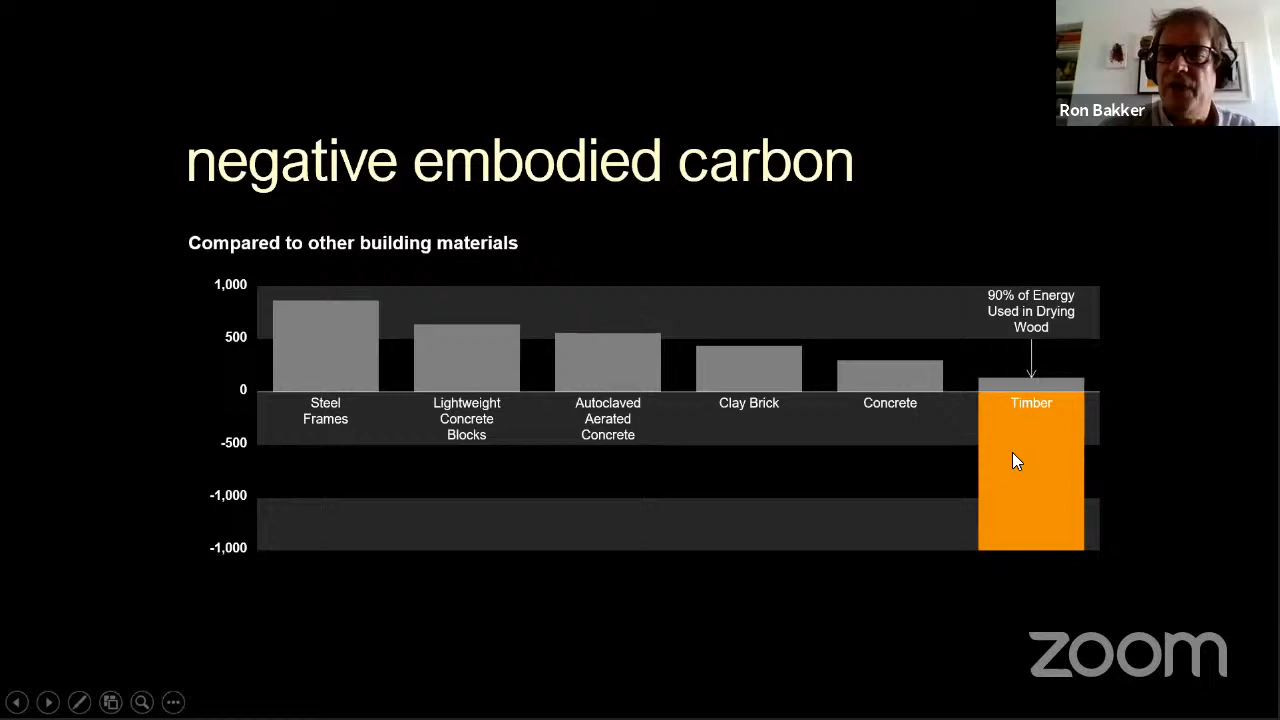 Ron Bakker
negative embodied carbon
Compared to other building materials
1,000
500
0
-500
-1,000
-1,000
90% of Energy
Used in Drying
Wood
Steel
Frames
Lightweight
Concrete
Blocks
Autoclaved
Aerated
Concrete
Clay Brick
Concrete
Timber
zoom